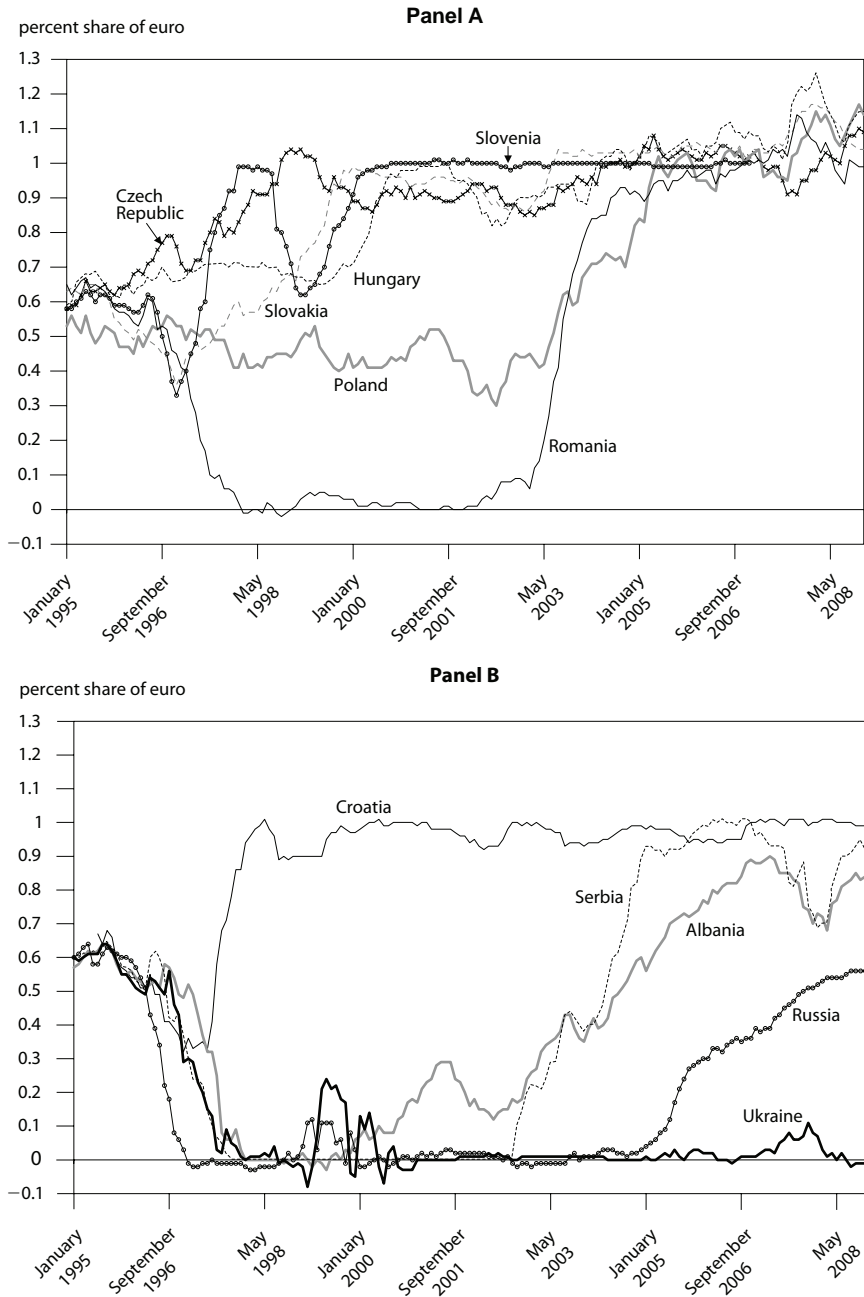 Panel A
percent share of euro
1.3
1.2
1.1
1
0.9
0.8
0.7
0.6
0.5
0.4
0.3
0.2
0.1
0
−0.1
Slovenia
Czech
Republic
Hungary
Slovakia
Poland
Romania
January
1995
September
1996
May
1998
January
2000
September
2001
May
2003
January
2005
September
2006
May
2008
Panel B
percent share of euro
1.3
1.2
1.1
1
0.9
0.8
0.7
0.6
0.5
0.4
0.3
0.2
0.1
0
−0.1
Croatia
Serbia
Albania
Russia
Ukraine
January
1995
September
1996
May
1998
January
2000
September
2001
May
2003
January
2005
September
2006
May
2008